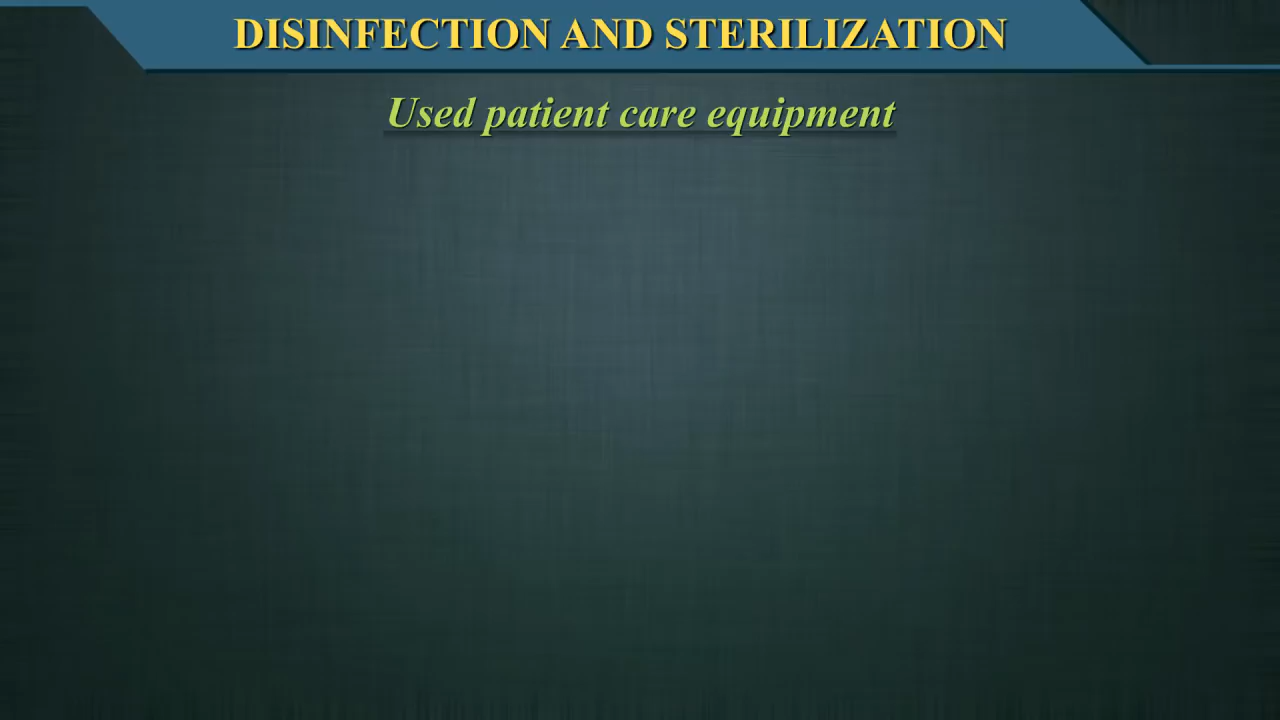 DISINFECTION AND STERILIZATION
Used patient care equipment